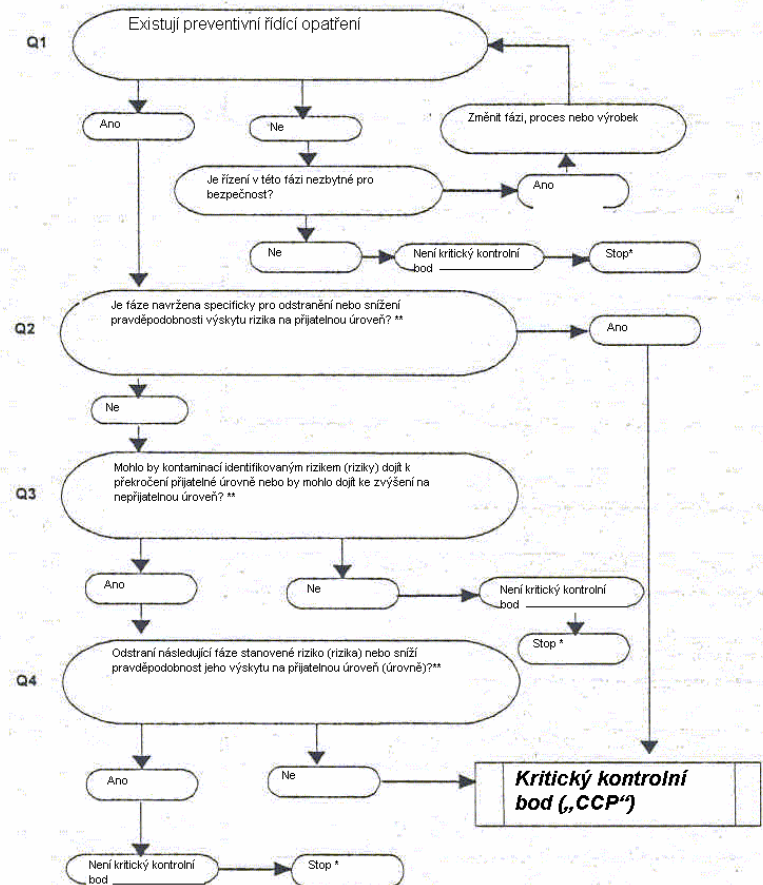 Existují preventivní řídící opatření
Q1
Ano
Ne
Změnit fázi, proces nebo výrobek
Je řízení v této fázi nezbytné pro
bezpečnost?
Ano
Ne
Není kritický kontrolní
bod
Stop*
Je fáze navržena specificky pro odstranění nebo snížení
pravděpodobnosti výskytu rizika na přijatelnou úroveň? **
Q2
Ano
Ne
Mohlo by kontaminací identifikovaným rizikem (riziky) dojít k
překročení přijatelné úrovně nebo by mohlo dojít ke zvýšení na
nepřijatelnou úroveň? **
Q3
Ano
Ne
Není kritický kontrolní
bod
Stop *
Odstraní následující fáze stanovené riziko (rizika) nebo sníží
pravděpodobnost jeho výskytu na přijatelnou úroveň (úrovně)?**
Q4
Ano
Ne
Kritický kontrolní
bod („CCP“)
Není kritický kontrolní
bod
Stop *